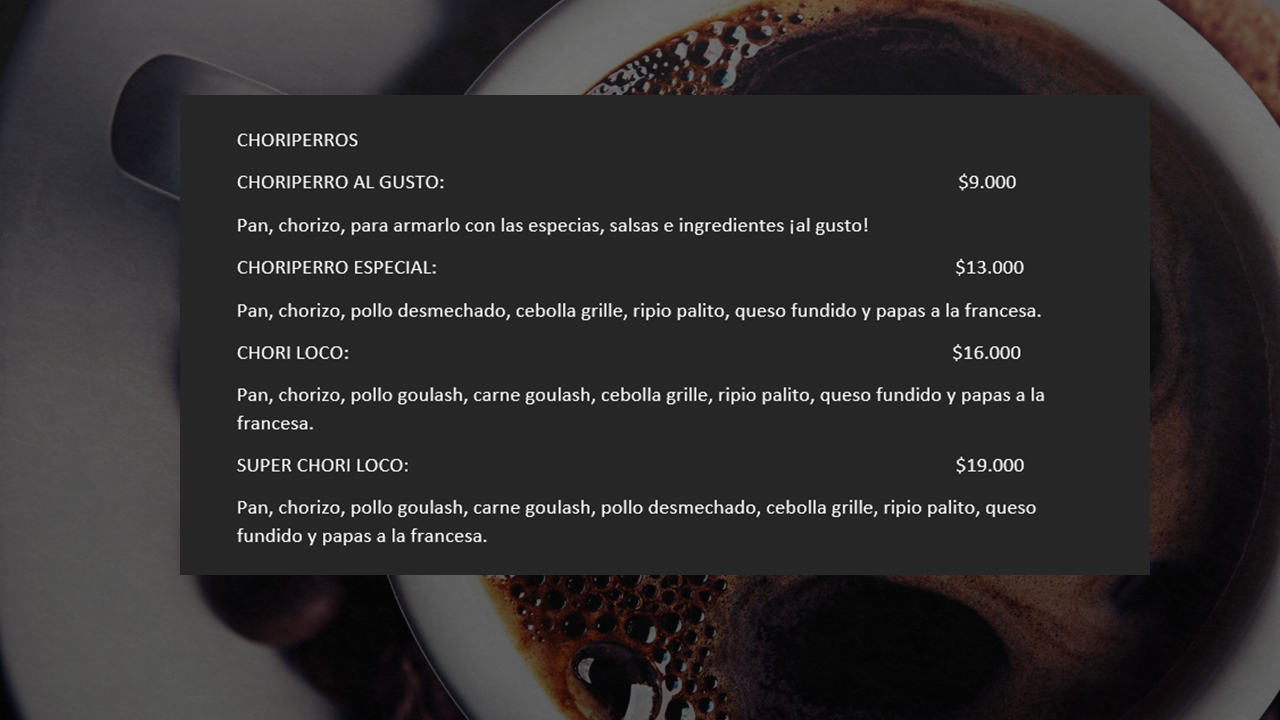 CHORIPERROS
CHORIPERRO AL GUSTO: $9.000
Pan, chorizo, para armarlo con las especias, salsas e ingredientes ¡al gusto!
CHORIPERRO ESPECIAL: $13.000
Pan, chorizo, pollo desmechado, cebolla grille, ripio palito, queso fundido y papas a la francesa.
CHORI LOCO: $16.000
Pan, chorizo, pollo goulash, carne goulash, cebolla grille, ripio palito, queso fundido y papas a la
francesa.
SUPER CHORI LOCO: $19.000
Pan, chorizo, pollo goulash, carne goulash, pollo desmechado, cebolla grille, ripio palito, queso
fundido y papas a la francesa.